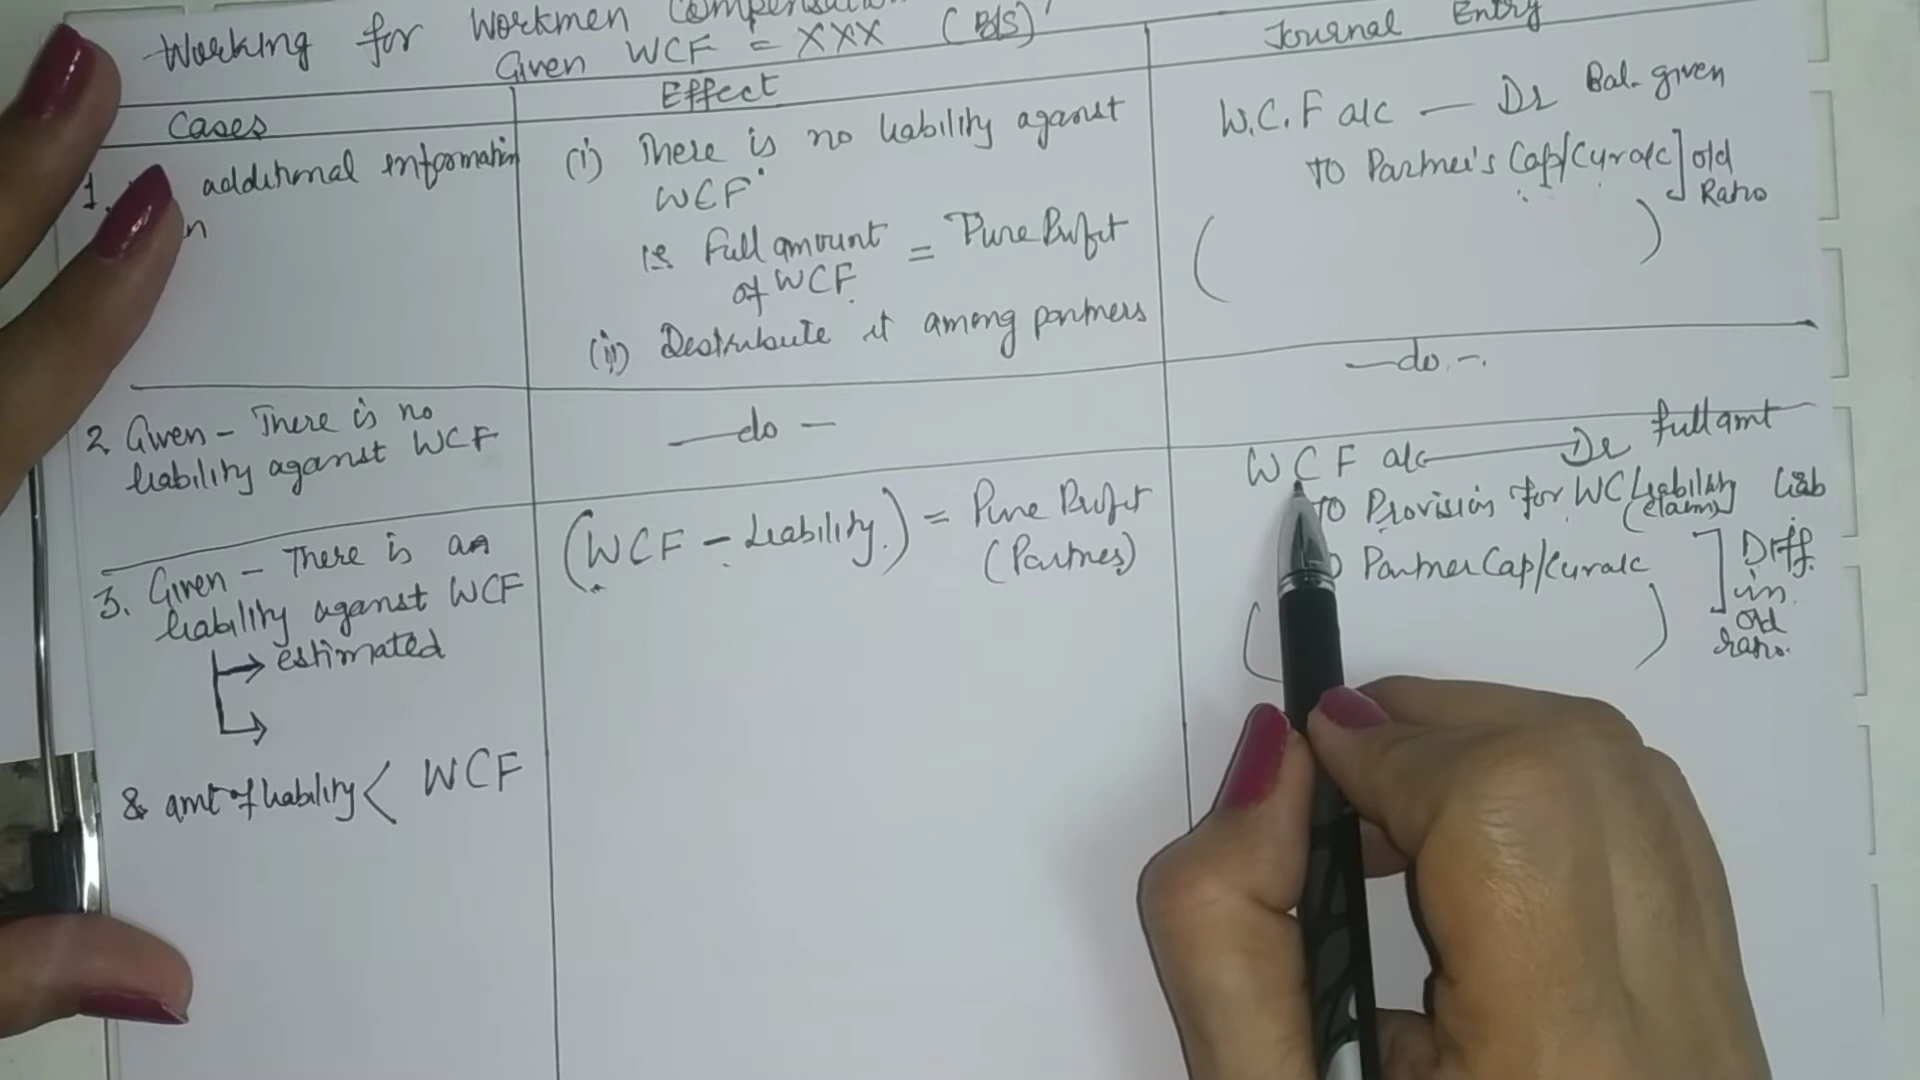 Working for Workmen Compensation
Given WCF = XXX (B/S)
Cases
Effect
Journal Entry
1. additional information
n
(i) There is no liability against
WCF
ie Full amount = Pure Profit
of WCF.
(ii) Distribute it among partners
W.C.F a/c — Dr Bal. given
To Partner's Cap/Cur a/c] old
Ratio
( )
2 Given - There is no
liability against WCF
— do —
— do. —.
3. Given - There is an
liability against WCF
→ estimated
→
& amt of liability < WCF
(WCF - Liability.) = Pure Profit
(Partners)
WCF a/c — Dr full amt
To Provision for WC Liability Liab
(claim)
Partner Cap/Cur a/c ] Diff.
in
old
ratio.
( )